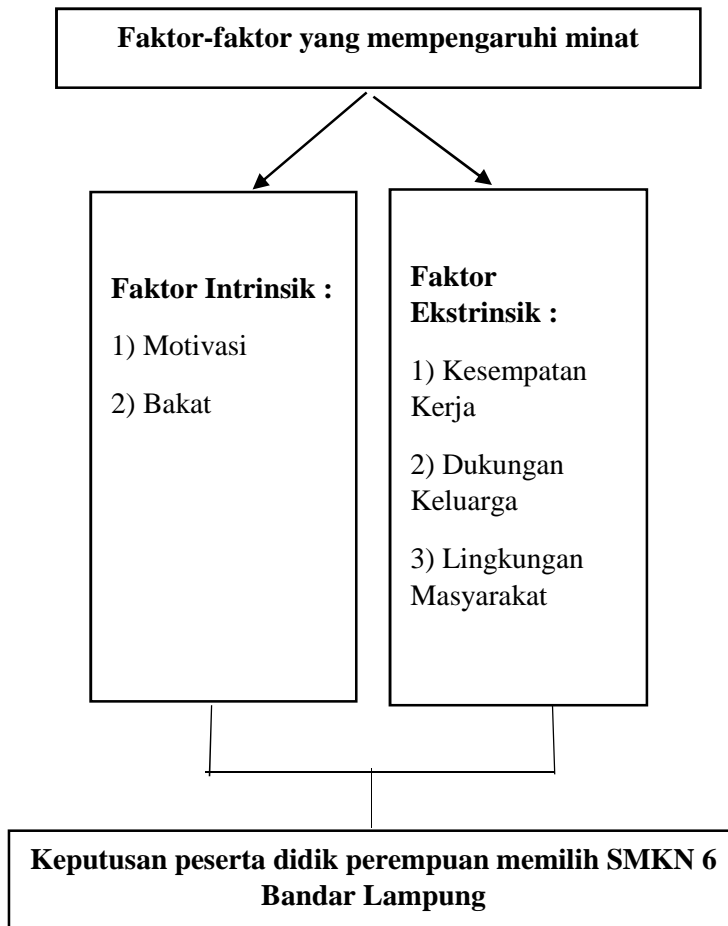 Faktor-faktor yang mempengaruhi minat
Faktor Intrinsik :
1) Motivasi
2) Bakat
Faktor
Ekstrinsik :
1) Kesempatan
Kerja
2) Dukungan
Keluarga
3) Lingkungan
Masyarakat
Keputusan peserta didik perempuan memilih SMKN 6
Bandar Lampung